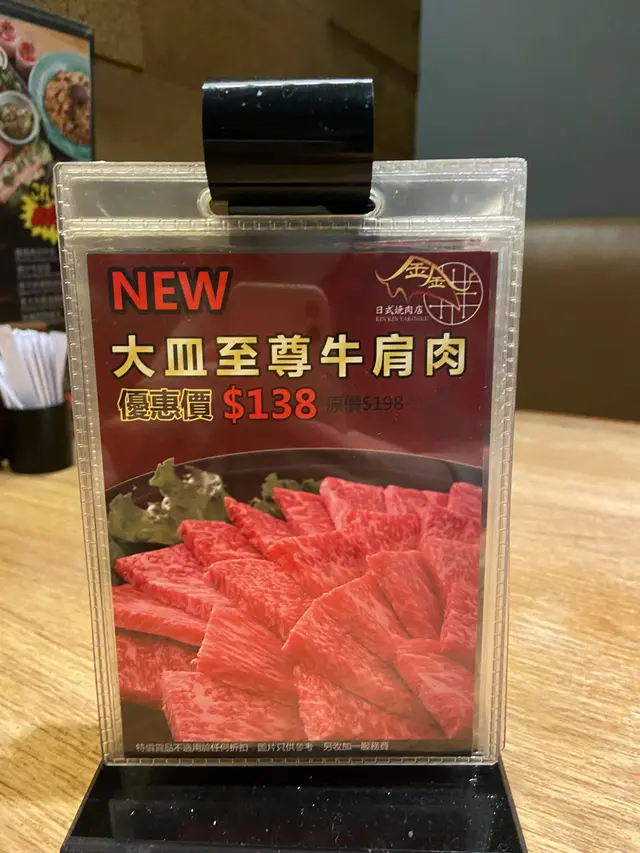 NEW
金金井
日式燒肉店
KIN KIN YAKINIKU
大皿至尊牛肩肉
優惠價 $138 原價$198
特價貨品不適用於任何折扣 圖片只供參考 另收加一服務費